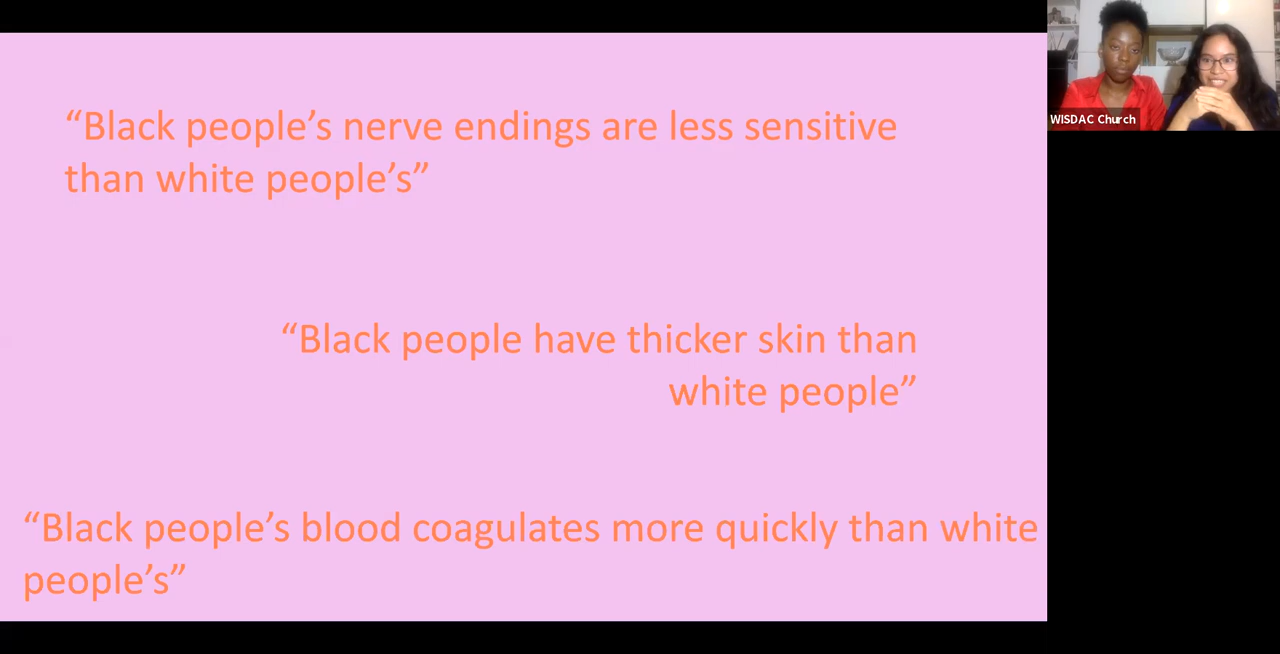 “Black people’s nerve endings are less sensitive
than white people’s”
“Black people have thicker skin than
white people”
“Black people’s blood coagulates more quickly than white
people’s”
WISDAC Church